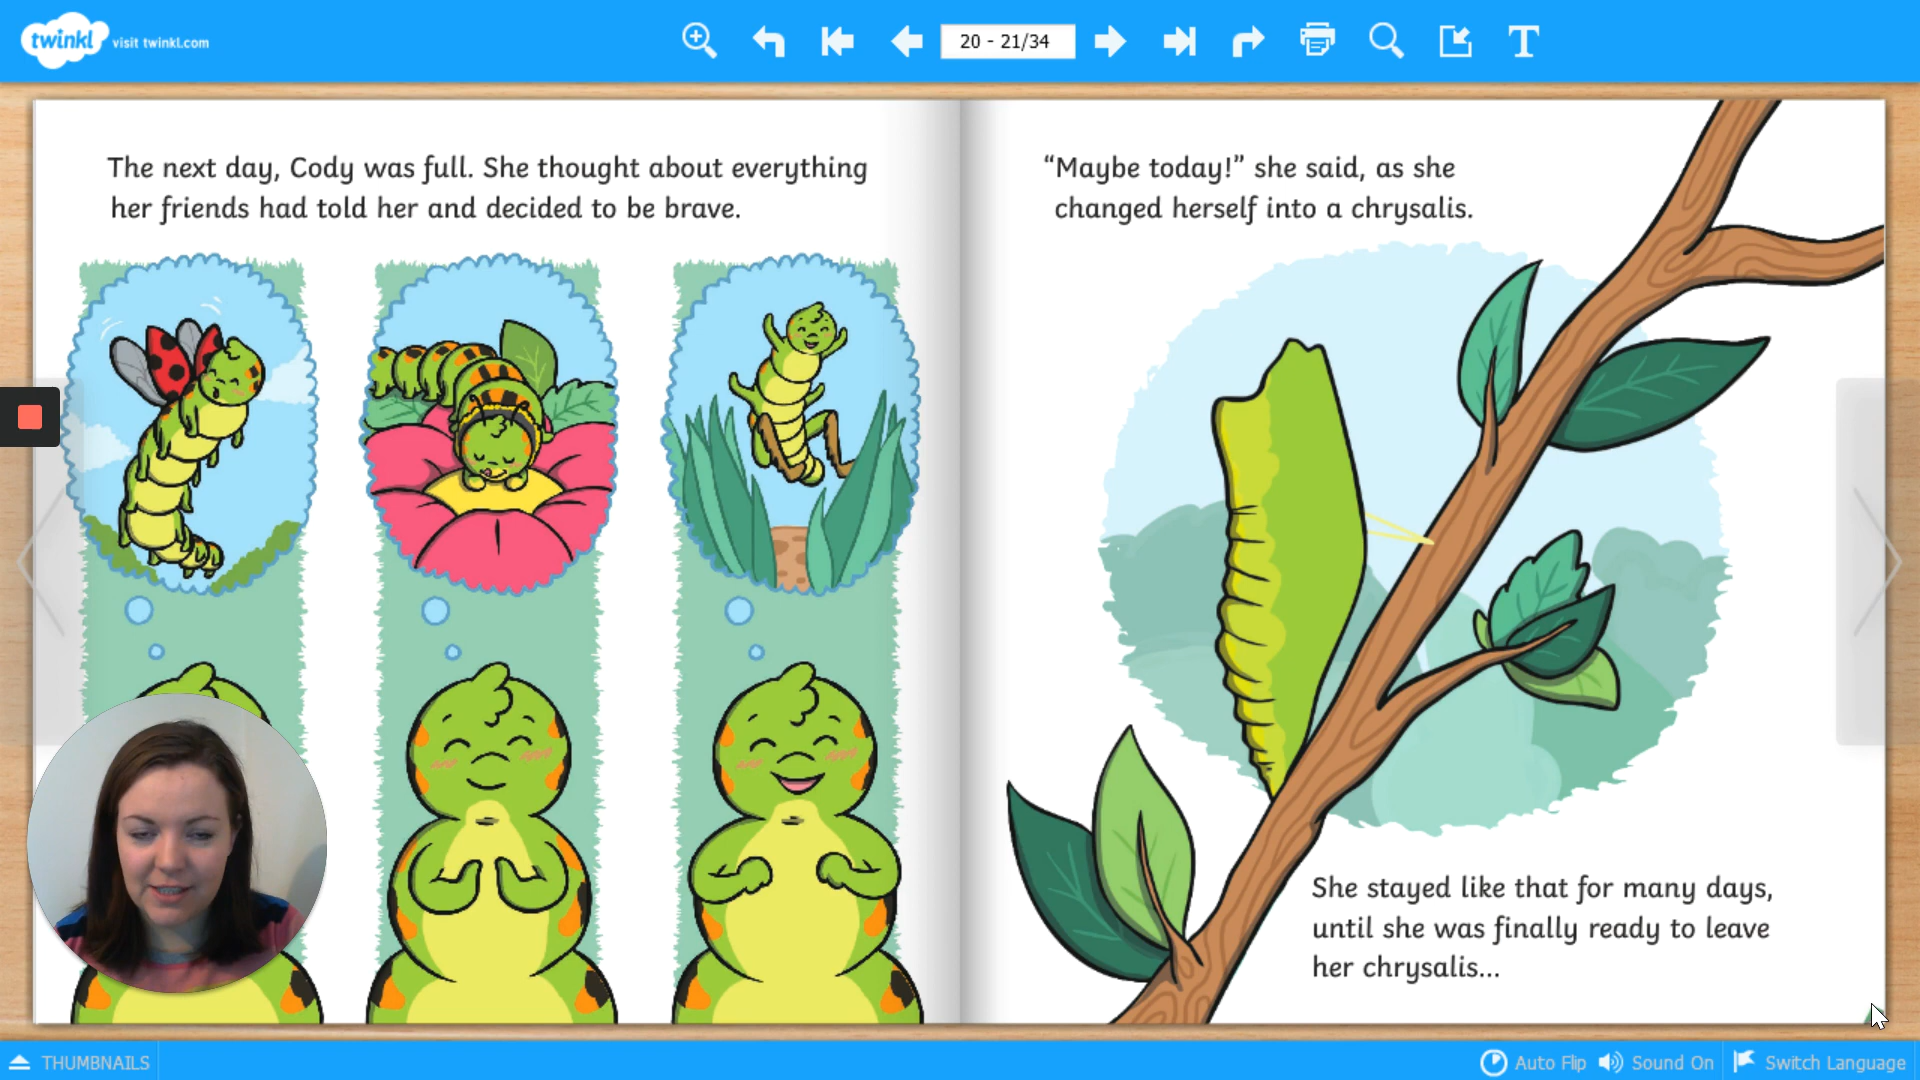 twinkl visit twinkl.com
20 - 21/34
The next day, Cody was full. She thought about everything
her friends had told her and decided to be brave.
“Maybe today!” she said, as she
changed herself into a chrysalis.
She stayed like that for many days,
until she was finally ready to leave
her chrysalis...
THUMBNAILS
Auto Flip
Sound On
Switch Language